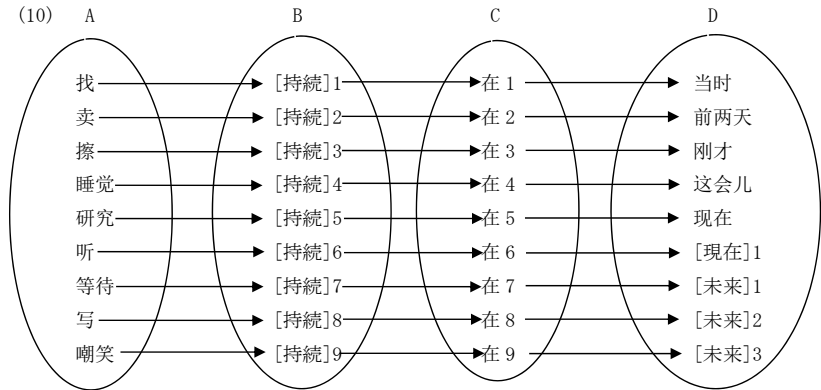 (10) A B C D
找 [持続]1 在 1 当时
卖 [持続]2 在 2 前两天
擦 [持続]3 在 3 刚才
睡觉 [持続]4 在 4 这会儿
研究 [持続]5 在 5 现在
听 [持続]6 在 6 [現在]1
等待 [持続]7 在 7 [未来]1
写 [持続]8 在 8 [未来]2
嘲笑 [持続]9 在 9 [未来]3